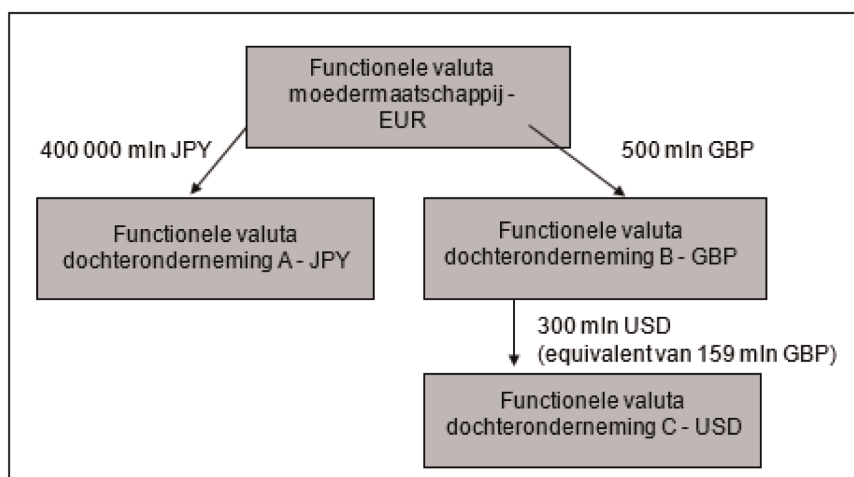 Functionele valuta
moedermaatschappij -
EUR
400 000 mln JPY
500 mln GBP
Functionele valuta
dochteronderneming A - JPY
Functionele valuta
dochteronderneming B - GBP
300 mln USD
(equivalent van 159 mln GBP)
Functionele valuta
dochteronderneming C - USD